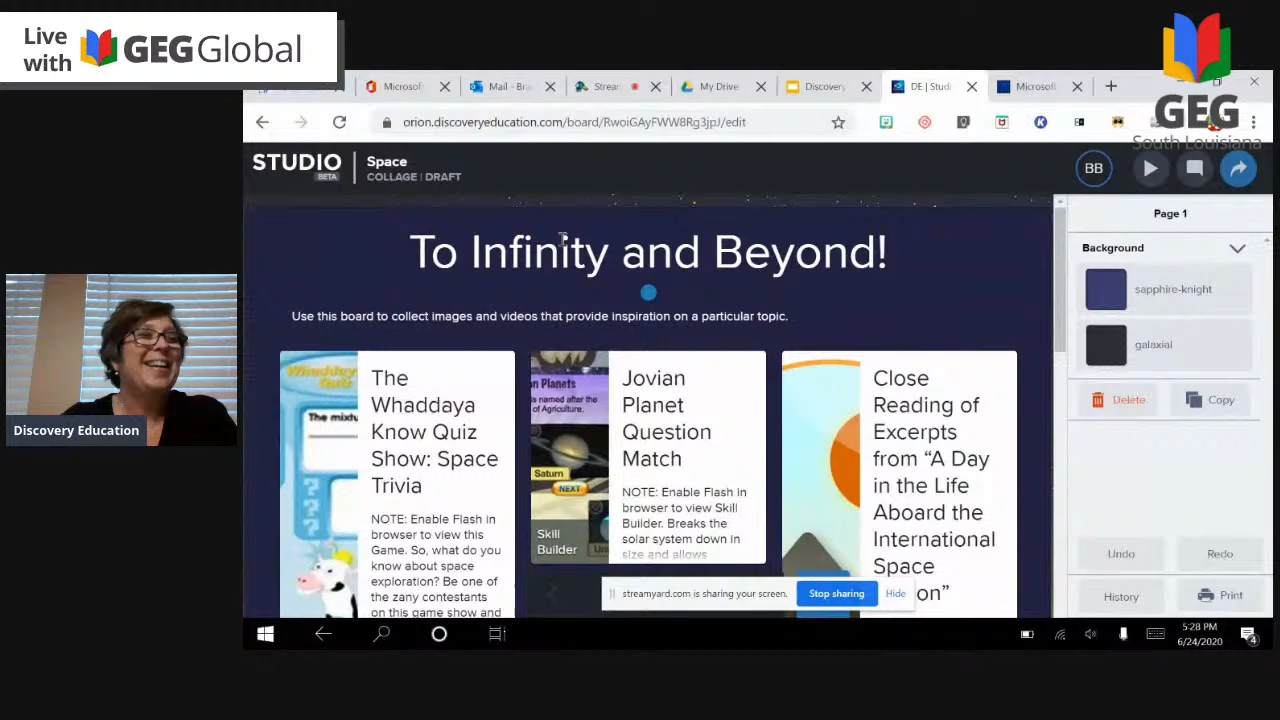 Live
with
GEG Global
GEG
South Louisiana
Microsoft
Mail - Bra
Stream
My Drive
Discovery
DE | Studi
Microsoft
orion.discoveryeducation.com/board/RwoiGAyFWW8Rg3jpJ/edit
STUDIO
BETA
Space
COLLAGE | DRAFT
BB
To Infinity and Beyond!
Use this board to collect images and videos that provide inspiration on a particular topic.
Page 1
Background
sapphire-knight
galaxial
Delete
Copy
Undo
Redo
History
Print
Whaddaya
Quiz
The mixtu
The
Whaddaya
Know Quiz
Show: Space
Trivia
NOTE: Enable Flash in
browser to view this
Game. So, what do you
know about space
exploration? Be one of
the zany contestants
on this game show and
n Planets
is named after the
of Agriculture.
Saturn
NEXT
Skill
Builder
Jovian
Planet
Question
Match
NOTE: Enable Flash in
browser to view Skill
Builder. Breaks the
solar system down in
size and allows
Close
Reading of
Excerpts
from “A Day
in the Life
Aboard the
International
Space
on”
streamyard.com is sharing your screen.
Stop sharing
Hide
Discovery Education
5:28 PM
6/24/2020
4